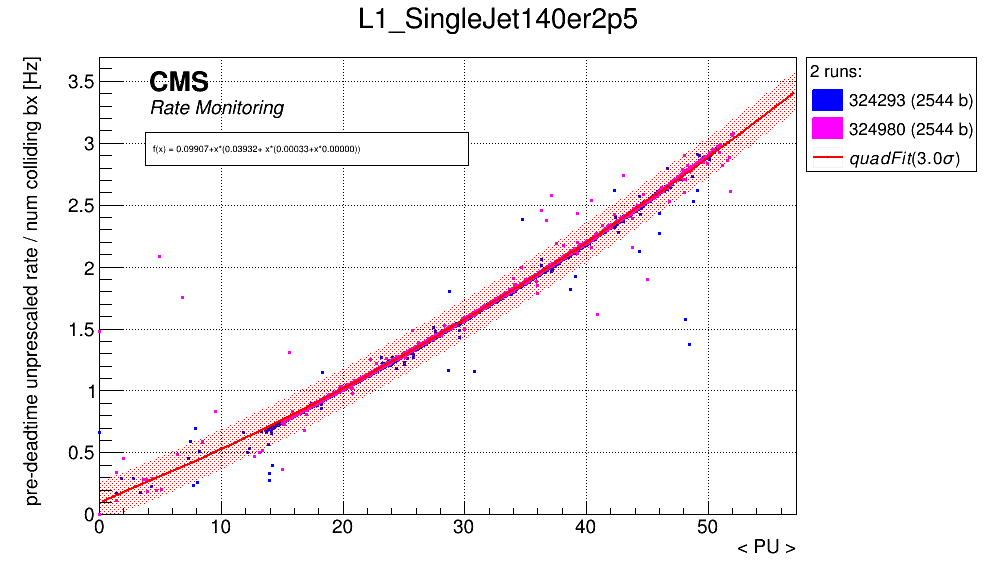 L1_SingleJet140er2p5
pre-deadtime unprescaled rate / num colliding bx [Hz]
3.5
3
2.5
2
1.5
1
0.5
0
CMS
Rate Monitoring
f(x) = 0.09907+x*(0.03932+ x*(0.00033+x*0.00000))
2 runs:
324293 (2544 b)
324980 (2544 b)
quadFit(3.0σ)
0 10 20 30 40 50
< PU >